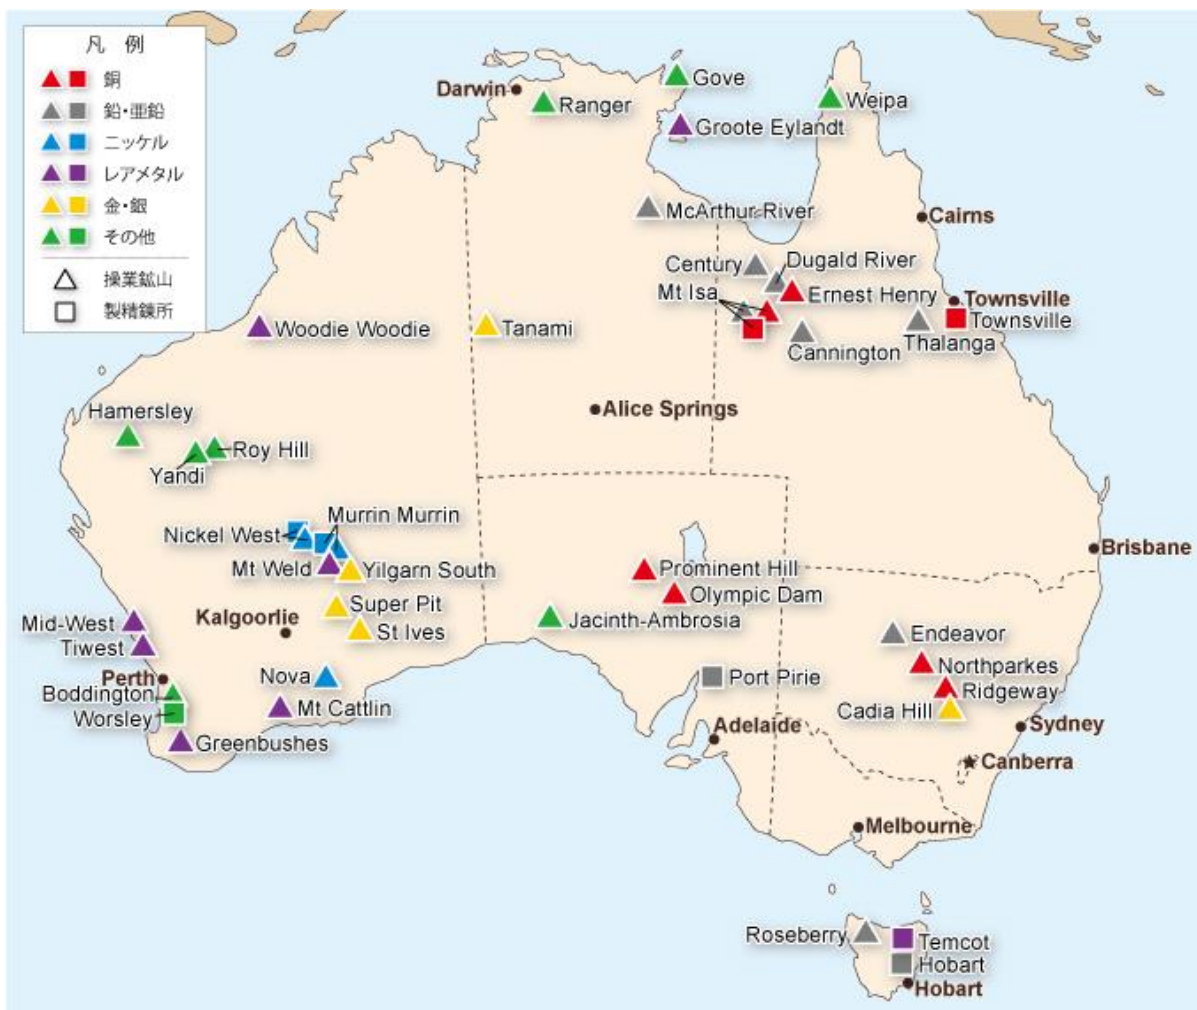 凡 例
銅
鉛・亜鉛
ニッケル
レアメタル
金・銀
その他
操業鉱山
製精錬所
Darwin
Ranger
Gove
Groote Eylandt
Weipa
McArthur River
Cairns
Century
Dugald River
Mt Isa
Ernest Henry
Townsville
Townsville
Thalanga
Cannington
Woodie Woodie
Tanami
Alice Springs
Hamersley
Roy Hill
Yandi
Murrin Murrin
Nickel West
Mt Weld
Yilgarn South
Super Pit
Kalgoorlie
St Ives
Mid-West
Tiwest
Perth
Boddington
Worsley
Nova
Mt Cattlin
Greenbushes
Prominent Hill
Olympic Dam
Jacinth-Ambrosia
Port Pirie
Adelaide
Brisbane
Endeavor
Northparkes
Ridgeway
Cadia Hill
Sydney
Canberra
Melbourne
Roseberry
Temcot
Hobart
Hobart